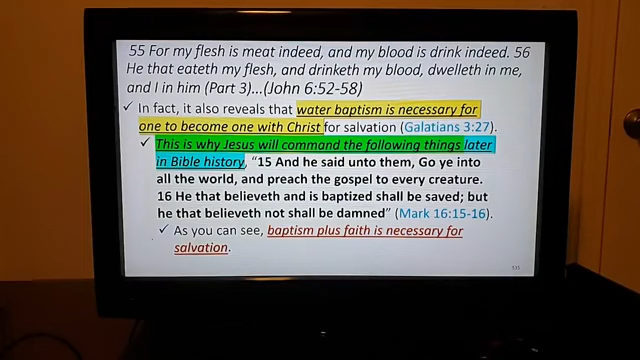 55 For my flesh is meat indeed, and my blood is drink indeed. 56
He that eateth my flesh, and drinketh my blood, dwelleth in me,
and I in him (Part 3)...(John 6:52-58)
✓ In fact, it also reveals that water baptism is necessary for
one to become one with Christ for salvation (Galatians 3:27).
✓ This is why Jesus will command the following things later
in Bible history, “15 And he said unto them, Go ye into
all the world, and preach the gospel to every creature.
16 He that believeth and is baptized shall be saved; but
he that believeth not shall be damned” (Mark 16:15-16).
✓ As you can see, baptism plus faith is necessary for
salvation.